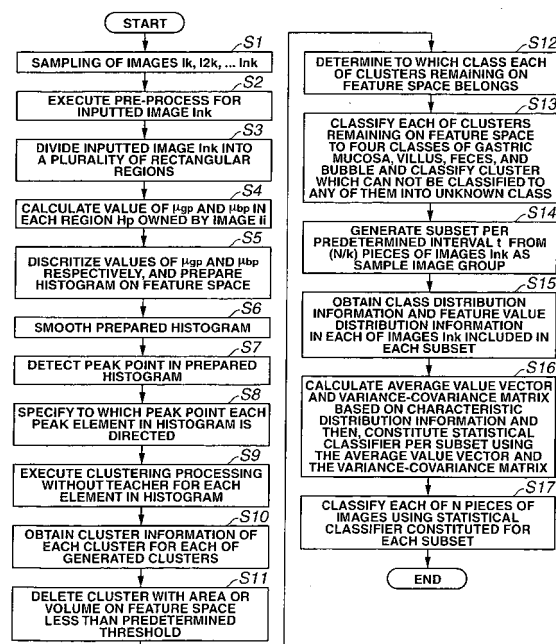 START
S1
SAMPLING OF IMAGES Ik, I2k, ... Ink
S2
EXECUTE PRE-PROCESS FOR
INPUTTED IMAGE Ink
S3
DIVIDE INPUTTED IMAGE Ink INTO
A PLURALITY OF RECTANGULAR
REGIONS
S4
CALCULATE VALUE OF μgp AND μbp IN
EACH REGION Hp OWNED BY IMAGE Ii
S5
DISCRITIZE VALUES OF μgp AND μbp
RESPECTIVELY, AND PREPARE
HISTOGRAM ON FEATURE SPACE
S6
SMOOTH PREPARED HISTOGRAM
S7
DETECT PEAK POINT IN PREPARED
HISTOGRAM
S8
SPECIFY TO WHICH PEAK POINT EACH
PEAK ELEMENT IN HISTOGRAM IS
DIRECTED
S9
EXECUTE CLUSTERING PROCESSING
WITHOUT TEACHER FOR EACH
ELEMENT IN HISTOGRAM
S10
OBTAIN CLUSTER INFORMATION OF
EACH CLUSTER FOR EACH OF
GENERATED CLUSTERS
S11
DELETE CLUSTER WITH AREA OR
VOLUME ON FEATURE SPACE
LESS THAN PREDETERMINED
THRESHOLD
S12
DETERMINE TO WHICH CLASS EACH
OF CLUSTERS REMAINING ON
FEATURE SPACE BELONGS
S13
CLASSIFY EACH OF CLUSTERS
REMAINING ON FEATURE SPACE
TO FOUR CLASSES OF GASTRIC
MUCOSA, VILLUS, FECES, AND
BUBBLE AND CLASSIFY CLUSTER
WHICH CAN NOT BE CLASSIFIED TO
ANY OF THEM INTO UNKNOWN CLASS
S14
GENERATE SUBSET PER
PREDETERMINED INTERVAL t FROM
(N/k) PIECES OF IMAGES Ink AS
SAMPLE IMAGE GROUP
S15
OBTAIN CLASS DISTRIBUTION
INFORMATION AND FEATURE VALUE
DISTRIBUTION INFORMATION
IN EACH OF IMAGES Ink INCLUDED IN
EACH SUBSET
S16
CALCULATE AVERAGE VALUE VECTOR
AND VARIANCE-COVARIANCE MATRIX
BASED ON CHARACTERISTIC
DISTRIBUTION INFORMATION AND
THEN, CONSTITUTE STATISTICAL
CLASSIFIER PER SUBSET USING
THE AVERAGE VALUE VECTOR AND
THE VARIANCE-COVARIANCE MATRIX
S17
CLASSIFY EACH OF N PIECES OF
IMAGES USING STATISTICAL
CLASSIFIER CONSTITUTED FOR
EACH SUBSET
END